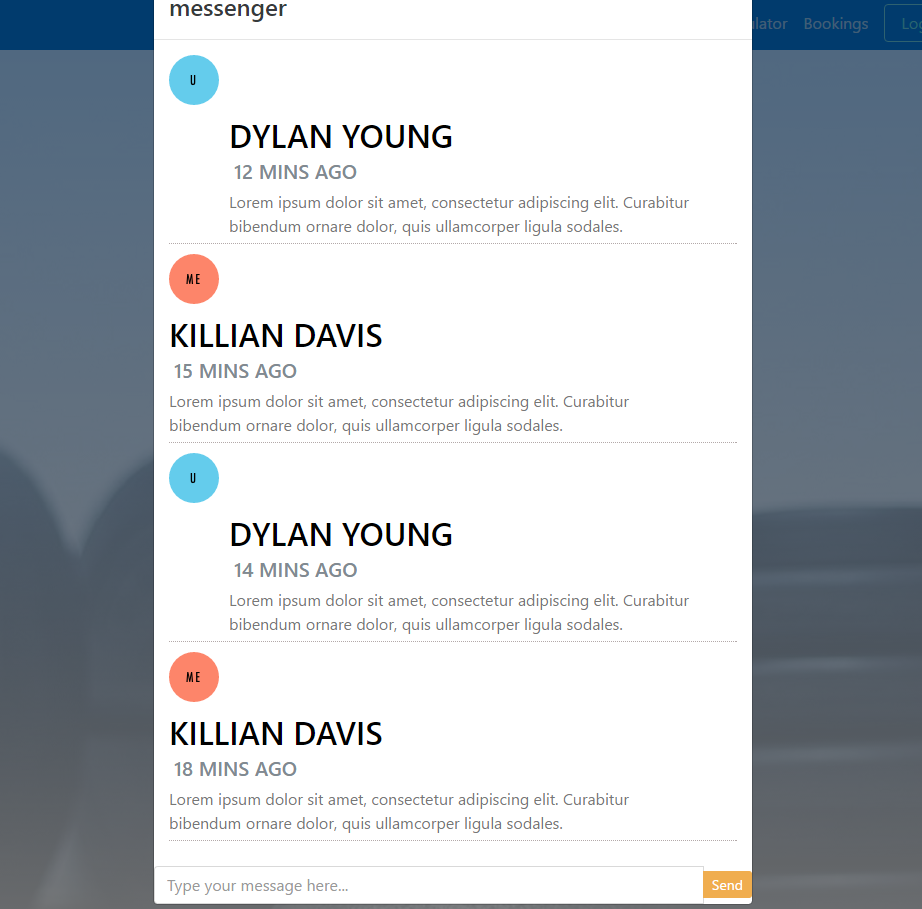 messenger
Bookings
U
DYLAN YOUNG
12 MINS AGO
Lorem ipsum dolor sit amet, consectetur adipiscing elit. Curabitur
bibendum ornare dolor, quis ullamcorper ligula sodales.
ME
KILLIAN DAVIS
15 MINS AGO
Lorem ipsum dolor sit amet, consectetur adipiscing elit. Curabitur
bibendum ornare dolor, quis ullamcorper ligula sodales.
U
DYLAN YOUNG
14 MINS AGO
Lorem ipsum dolor sit amet, consectetur adipiscing elit. Curabitur
bibendum ornare dolor, quis ullamcorper ligula sodales.
ME
KILLIAN DAVIS
18 MINS AGO
Lorem ipsum dolor sit amet, consectetur adipiscing elit. Curabitur
bibendum ornare dolor, quis ullamcorper ligula sodales.
Type your message here... Send